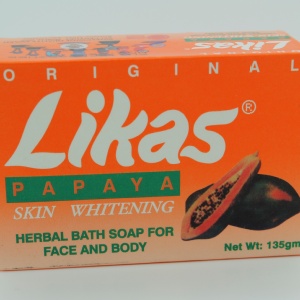 ORIGINAL
Likas®
PAPAYA
SKIN WHITENING
HERBAL BATH SOAP FOR
FACE AND BODY
Net Wt: 135gm